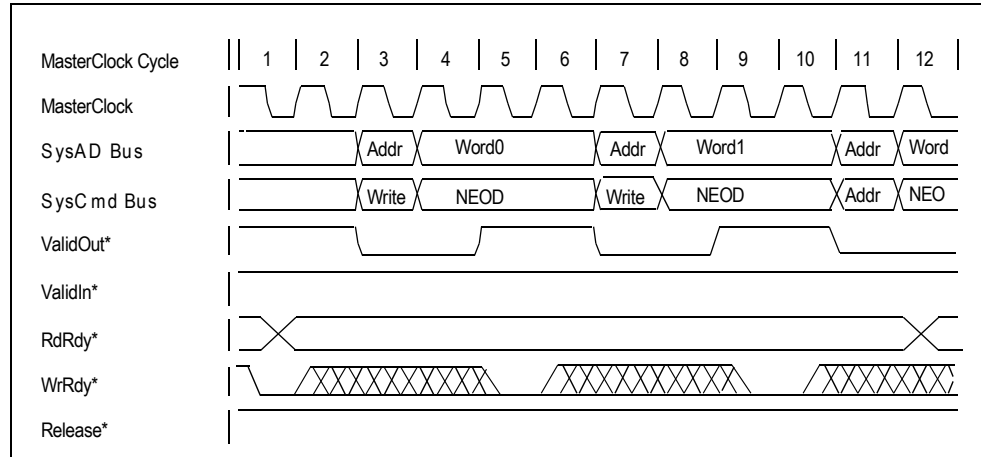 MasterClock Cycle 1 2 3 4 5 6 7 8 9 10 11 12
MasterClock
SysAD Bus Addr Word0 Addr Word1 Addr Word
SysCmd Bus Write NEOD Write NEOD Addr NEO
ValidOut*
ValidIn*
RdRdy*
WrRdy*
Release*